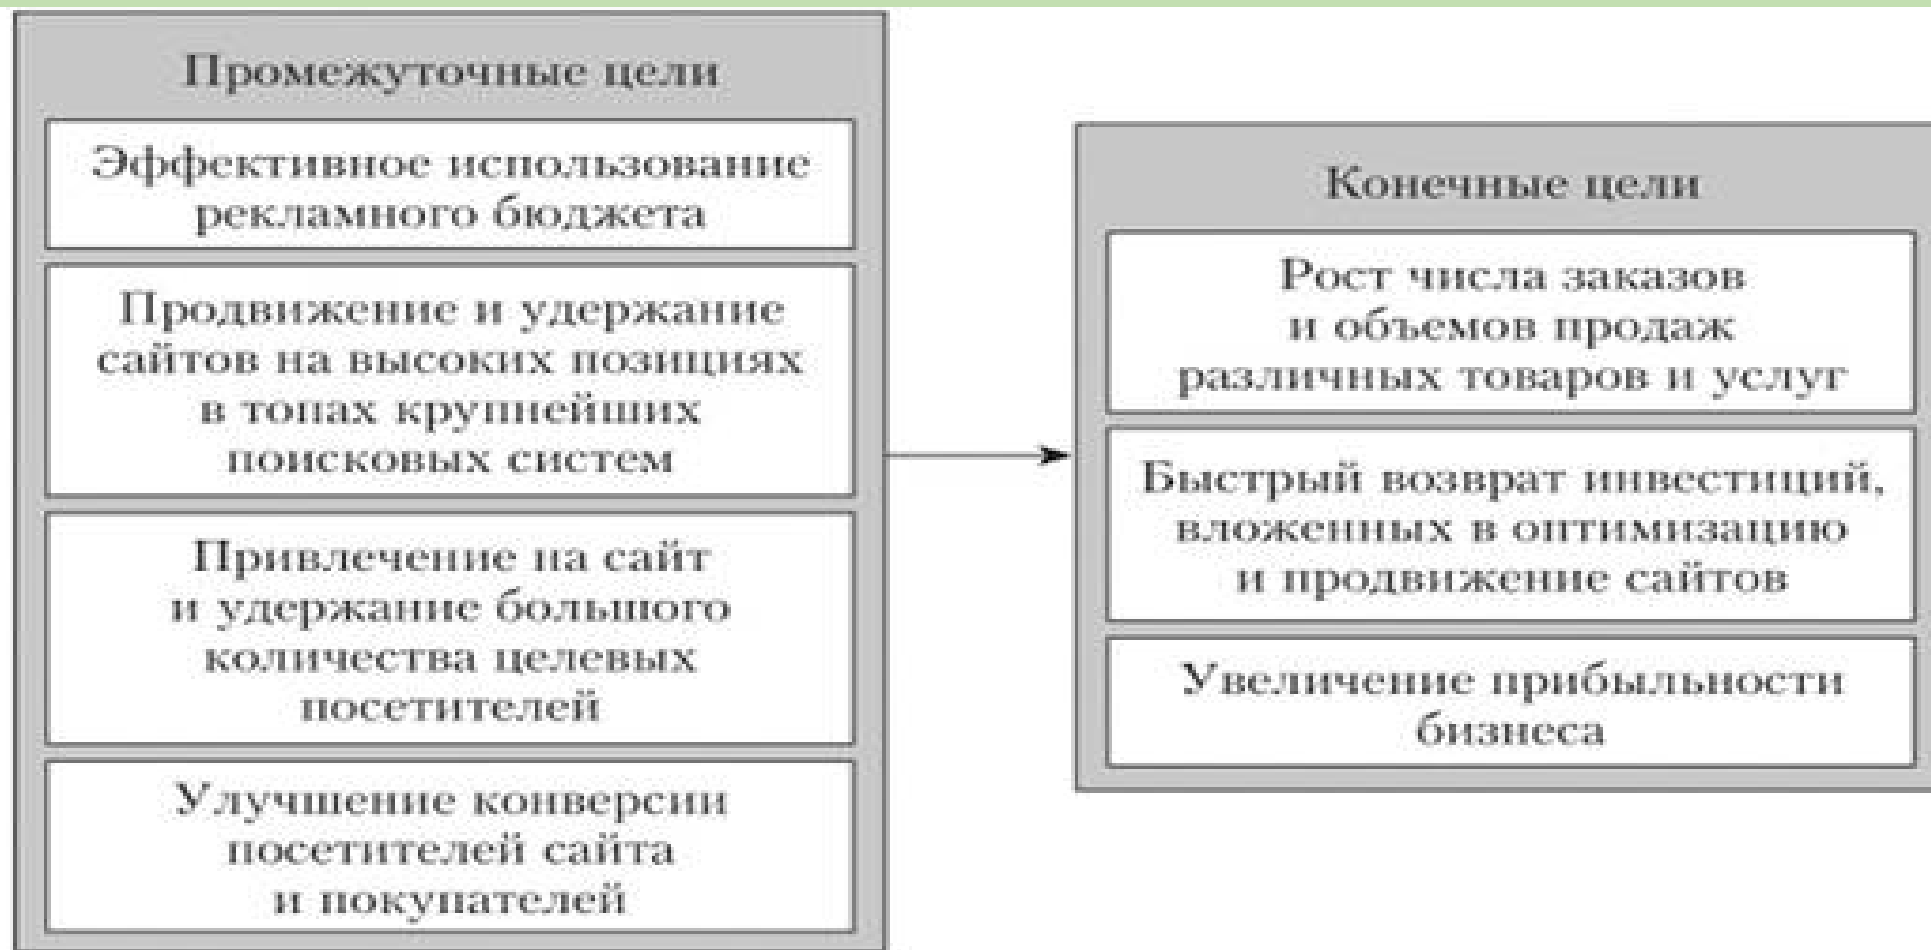 Промежуточные цели
Эффективное использование
рекламного бюджета
Продвижение и удержание
сайтов на высоких позициях
в топах крупнейших
поисковых систем
Привлечение на сайт
и удержание большого
количества целевых
посетителей
Улучшение конверсии
посетителей сайта
и покупателей
Конечные цели
Рост числа заказов
и объемов продаж
различных товаров и услуг
Быстрый возврат инвестиций,
вложенных в оптимизацию
и продвижение сайтов
Увеличение прибыльности
бизнеса